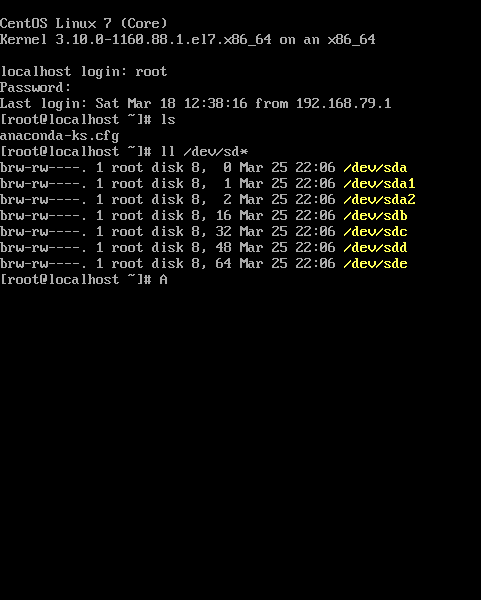 CentOS Linux 7 (Core)
Kernel 3.10.0-1160.88.1.el7.x86_64 on an x86_64
localhost login: root
Password:
Last login: Sat Mar 18 12:38:16 from 192.168.79.1
[root@localhost ~]# ls
anaconda-ks.cfg
[root@localhost ~]# ll /dev/sd*
brw-rw----. 1 root disk 8,  0 Mar 25 22:06 /dev/sda
brw-rw----. 1 root disk 8,  1 Mar 25 22:06 /dev/sda1
brw-rw----. 1 root disk 8,  2 Mar 25 22:06 /dev/sda2
brw-rw----. 1 root disk 8, 16 Mar 25 22:06 /dev/sdb
brw-rw----. 1 root disk 8, 32 Mar 25 22:06 /dev/sdc
brw-rw----. 1 root disk 8, 48 Mar 25 22:06 /dev/sdd
brw-rw----. 1 root disk 8, 64 Mar 25 22:06 /dev/sde
[root@localhost ~]# A